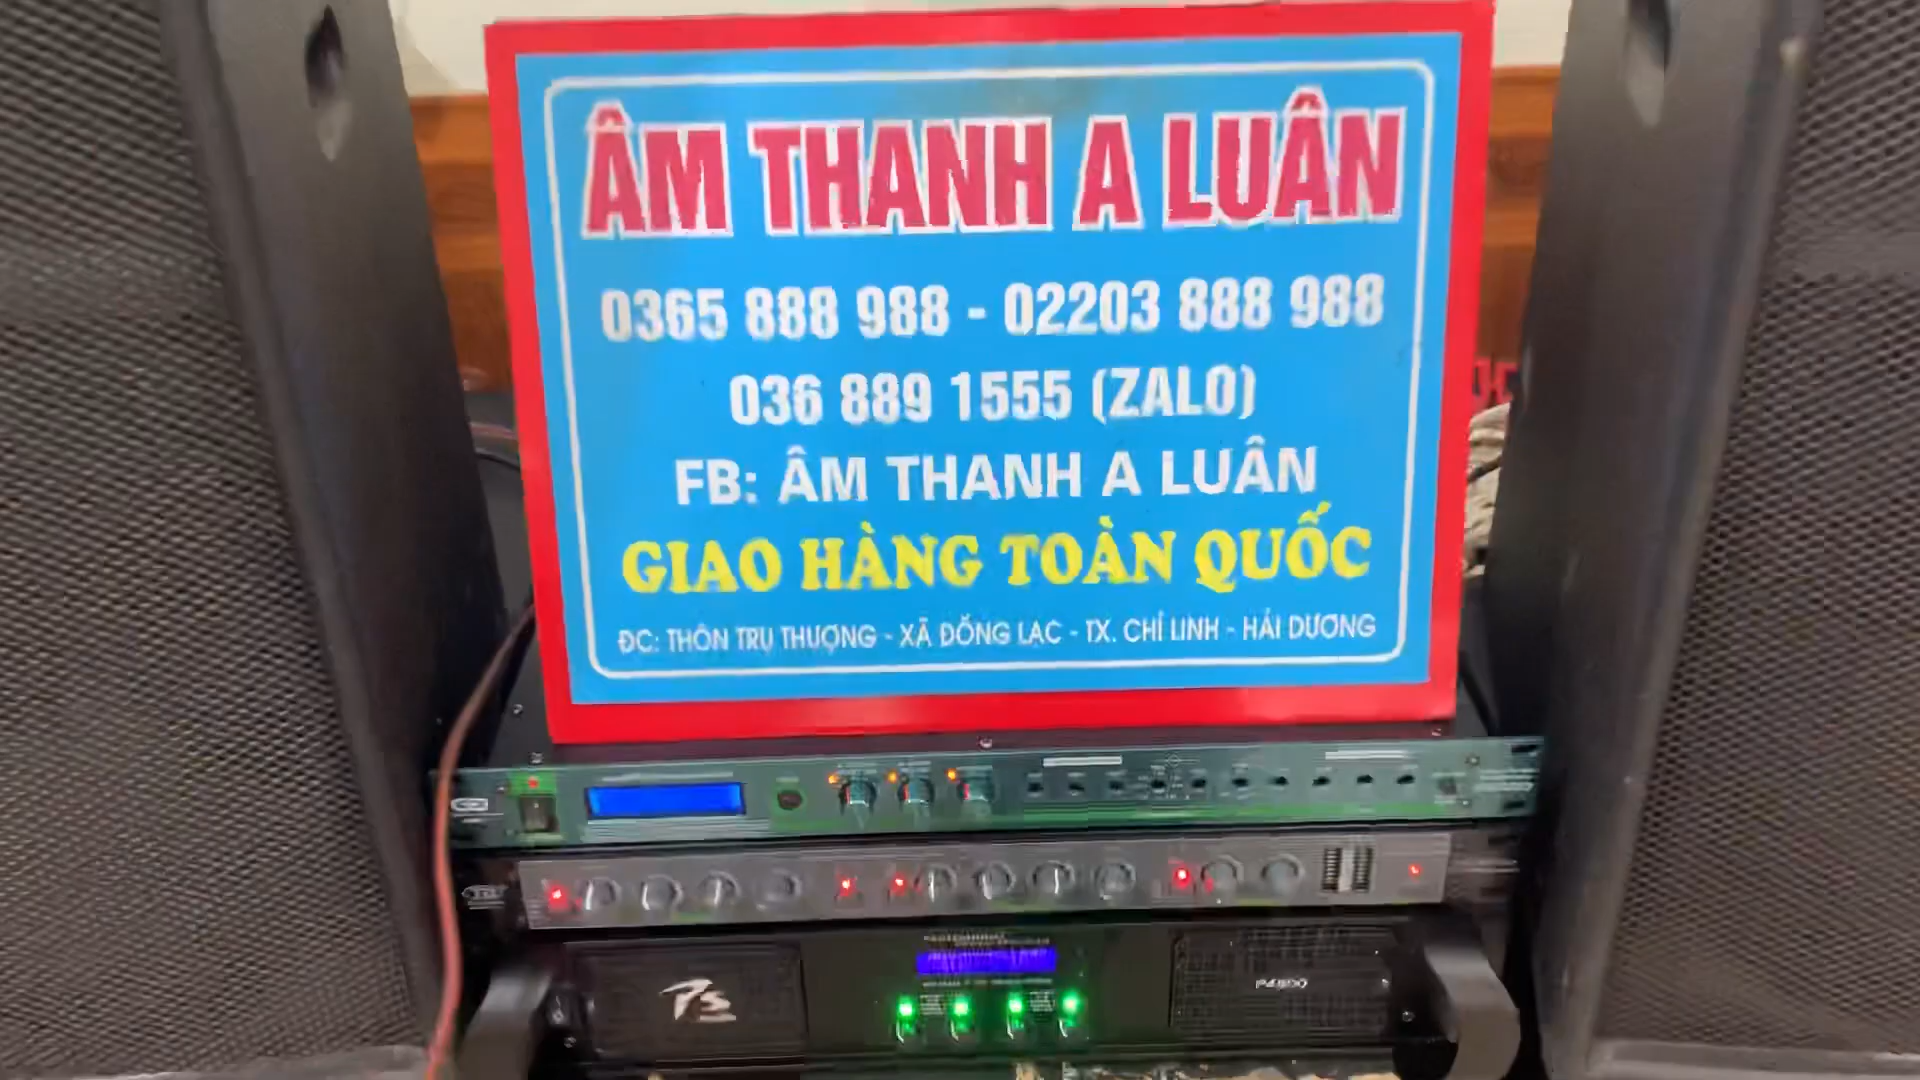 ÂM THANH A LUÂN
0365 888 988 - 02203 888 988
036 889 1555 (ZALO)
FB: ÂM THANH A LUÂN
GIAO HÀNG TOÀN QUỐC
ĐC: THÔN TRỤ THƯỢNG - XÃ ĐỒNG LẠC - TX. CHÍ LINH - HẢI DƯƠNG